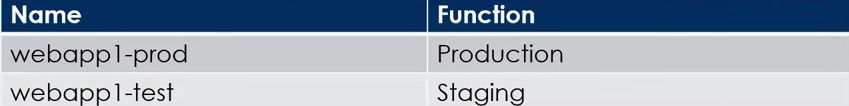 Name Function
webapp1-prod Production
webapp1-test Staging